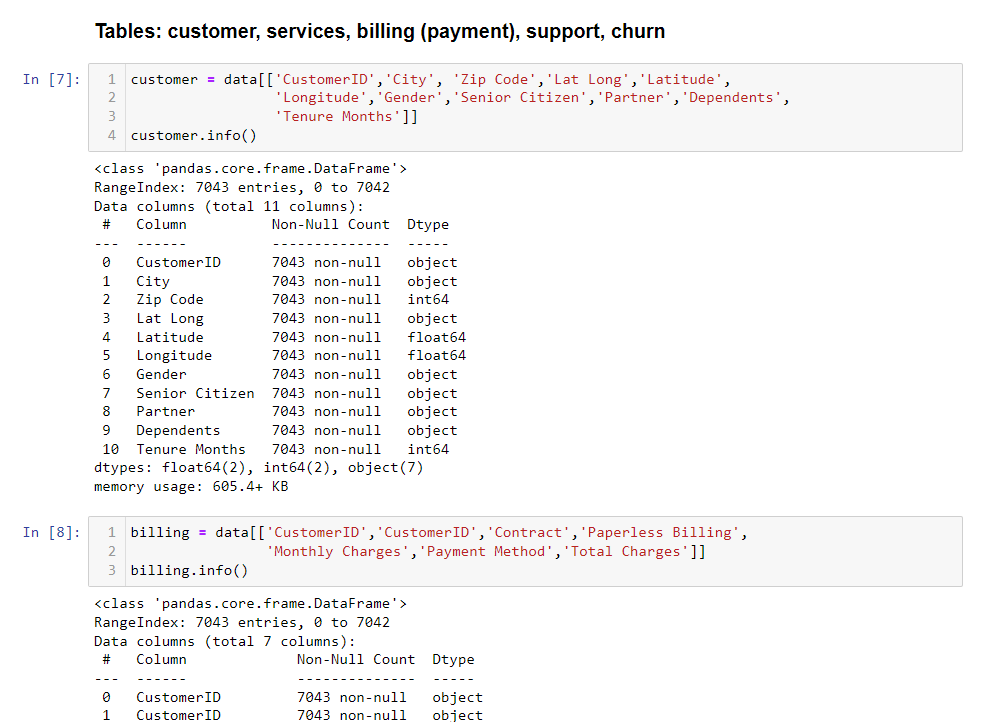 Tables: customer, services, billing (payment), support, churn
In [7]:
1 customer = data[['CustomerID','City', 'Zip Code','Lat Long','Latitude',
2 'Longitude','Gender','Senior Citizen','Partner','Dependents',
3 'Tenure Months']]
4 customer.info()
<class 'pandas.core.frame.DataFrame'>
RangeIndex: 7043 entries, 0 to 7042
Data columns (total 11 columns):
# Column Non-Null Count Dtype
--- ------ -------------- -----
0 CustomerID 7043 non-null object
1 City 7043 non-null object
2 Zip Code 7043 non-null int64
3 Lat Long 7043 non-null object
4 Latitude 7043 non-null float64
5 Longitude 7043 non-null float64
6 Gender 7043 non-null object
7 Senior Citizen 7043 non-null object
8 Partner 7043 non-null object
9 Dependents 7043 non-null object
10 Tenure Months 7043 non-null int64
dtypes: float64(2), int64(2), object(7)
memory usage: 605.4+ KB
In [8]:
1 billing = data[['CustomerID','CustomerID','Contract','Paperless Billing',
2 'Monthly Charges','Payment Method','Total Charges']]
3 billing.info()
<class 'pandas.core.frame.DataFrame'>
RangeIndex: 7043 entries, 0 to 7042
Data columns (total 7 columns):
# Column Non-Null Count Dtype
--- ------ -------------- -----
0 CustomerID 7043 non-null object
1 CustomerID 7043 non-null object